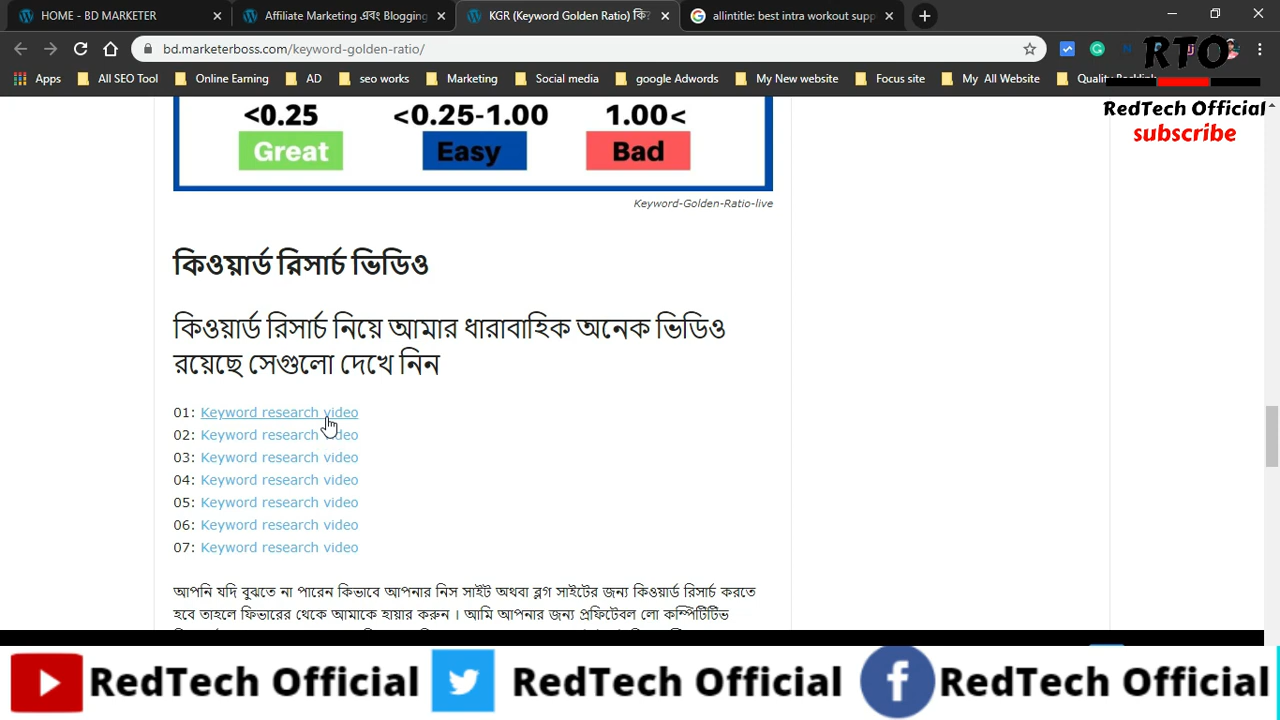 HOME - BD MARKETER
Affiliate Marketing এবং Blogging
KGR (Keyword Golden Ratio) কি?
allintitle: best intra workout supp
bd.marketerboss.com/keyword-golden-ratio/
Apps
All SEO Tool
Online Earning
AD
seo works
Marketing
Social media
google Adwords
My New website
Focus site
My All Website
Quality Backlink
RTO
RedTech Official
subscribe
<0.25
<0.25-1.00
1.00<
Great
Easy
Bad
Keyword-Golden-Ratio-live
কিওয়ার্ড রিসার্চ ভিডিও
কিওয়ার্ড রিসার্চ নিয়ে আমার ধারাবাহিক অনেক ভিডিও
রয়েছে সেগুলো দেখে নিন
01: Keyword research video
02: Keyword research video
03: Keyword research video
04: Keyword research video
05: Keyword research video
06: Keyword research video
07: Keyword research video
আপনি যদি বুঝতে না পারেন কিভাবে আপনার নিস সাইট অথবা ব্লগ সাইটের জন্য কিওয়ার্ড রিসার্চ করতে
হবে তাহলে ফিভারের থেকে আমাকে হায়ার করুন । আমি আপনার জন্য প্রফিটেবল লো কম্পিটিটিভ
RedTech Official
RedTech Official
RedTech Official